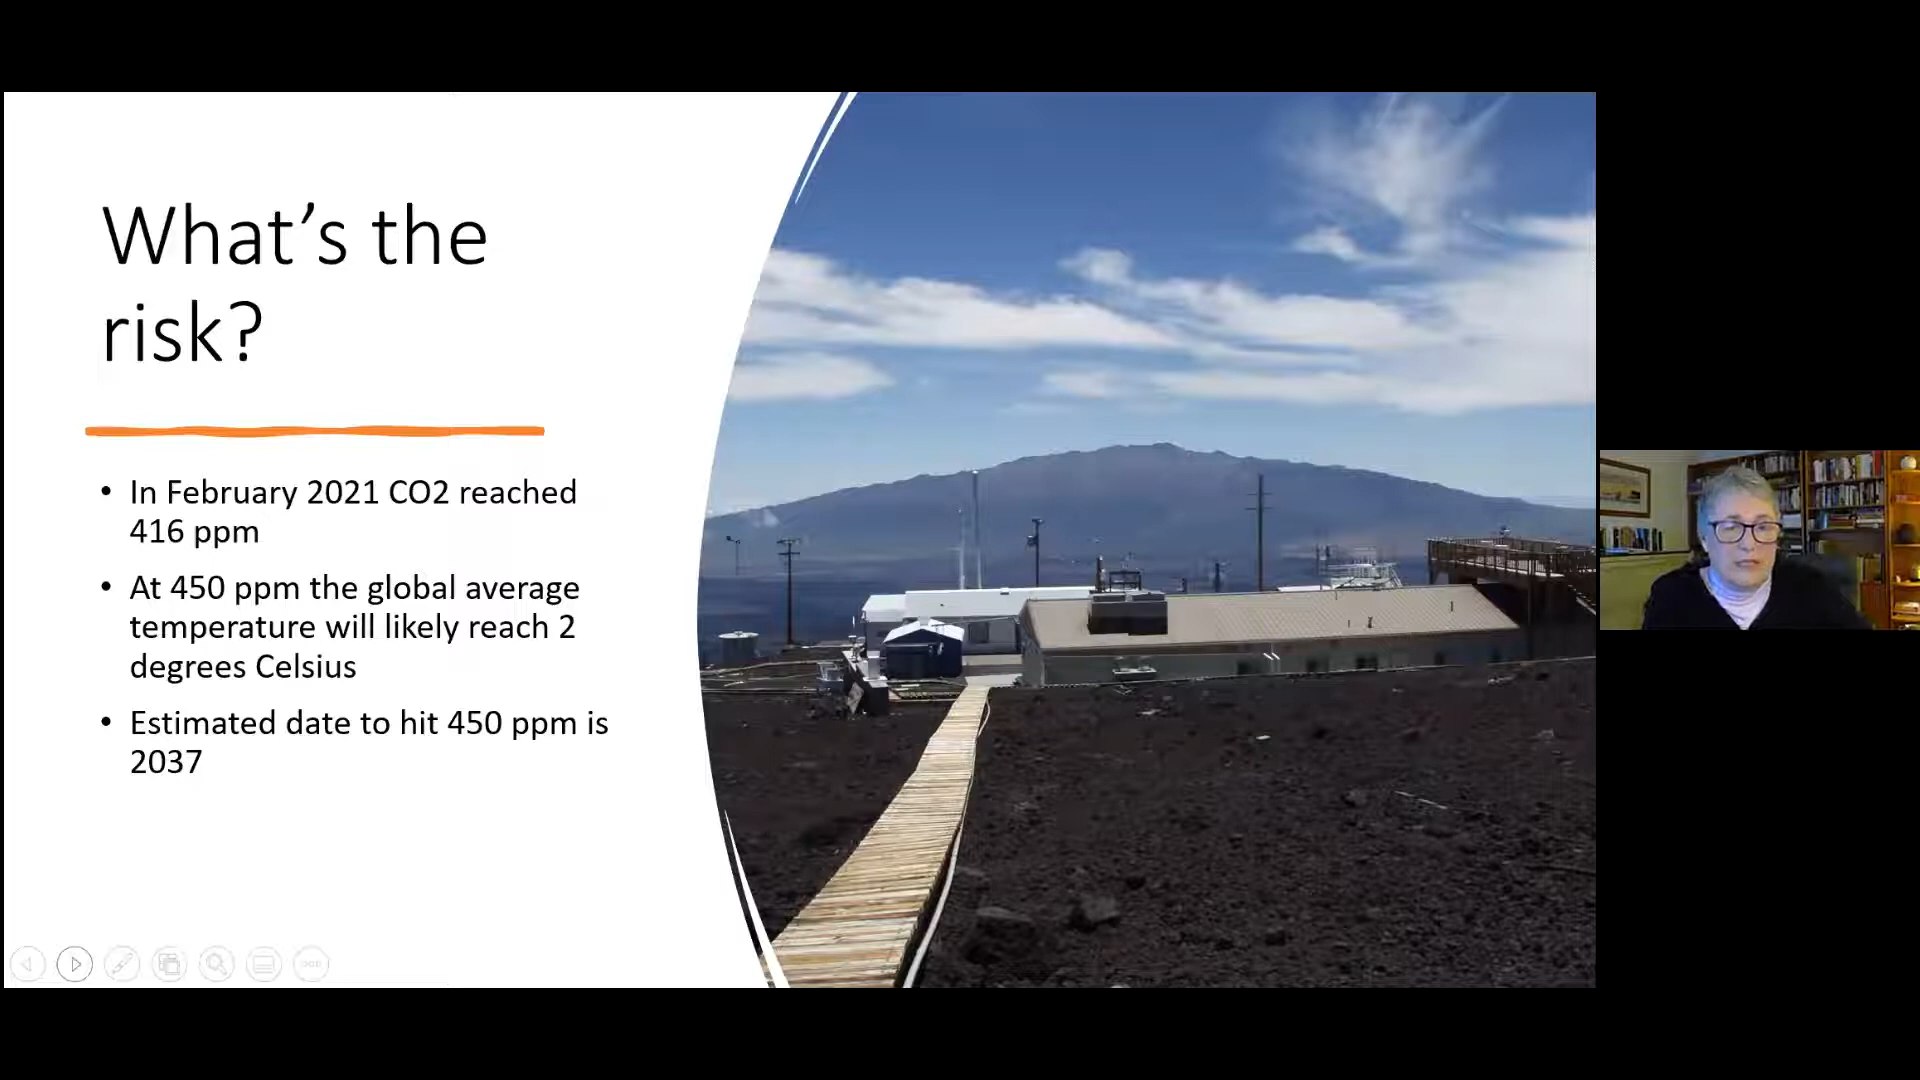 What’s the
risk?
• In February 2021 CO2 reached
416 ppm
• At 450 ppm the global average
temperature will likely reach 2
degrees Celsius
• Estimated date to hit 450 ppm is
2037